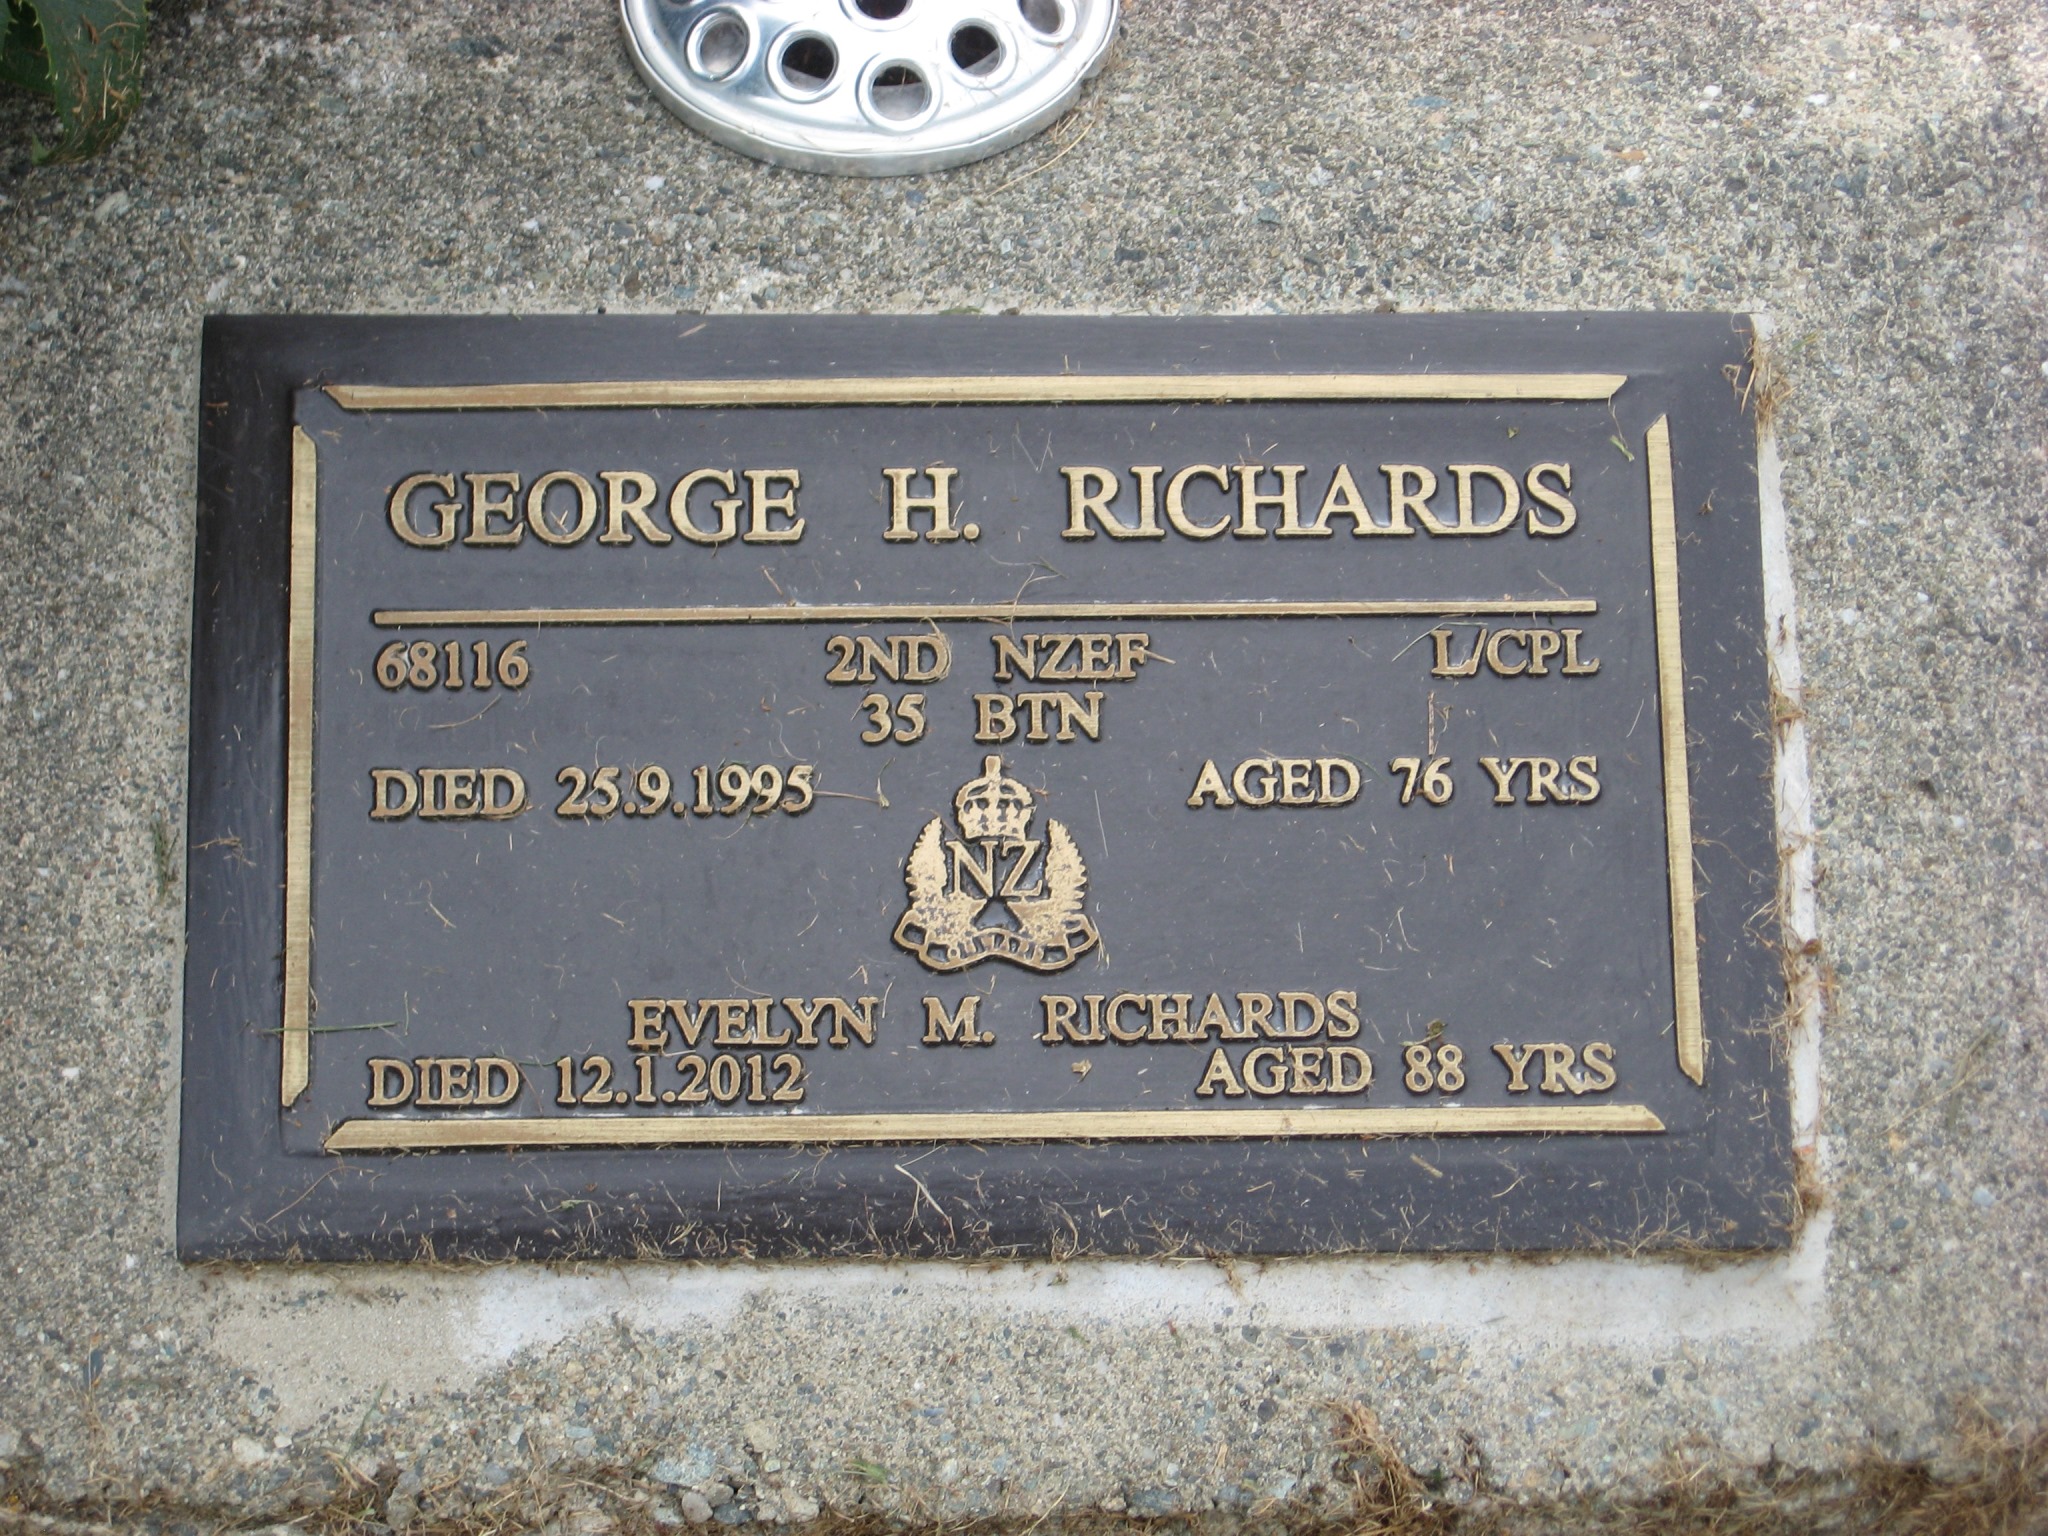 GEORGE H. RICHARDS
68116 2ND NZEF L/CPL
35 BTN
DIED 25.9.1995 AGED 76 YRS
NZ
EVELYN M. RICHARDS
DIED 12.1.2012 AGED 88 YRS